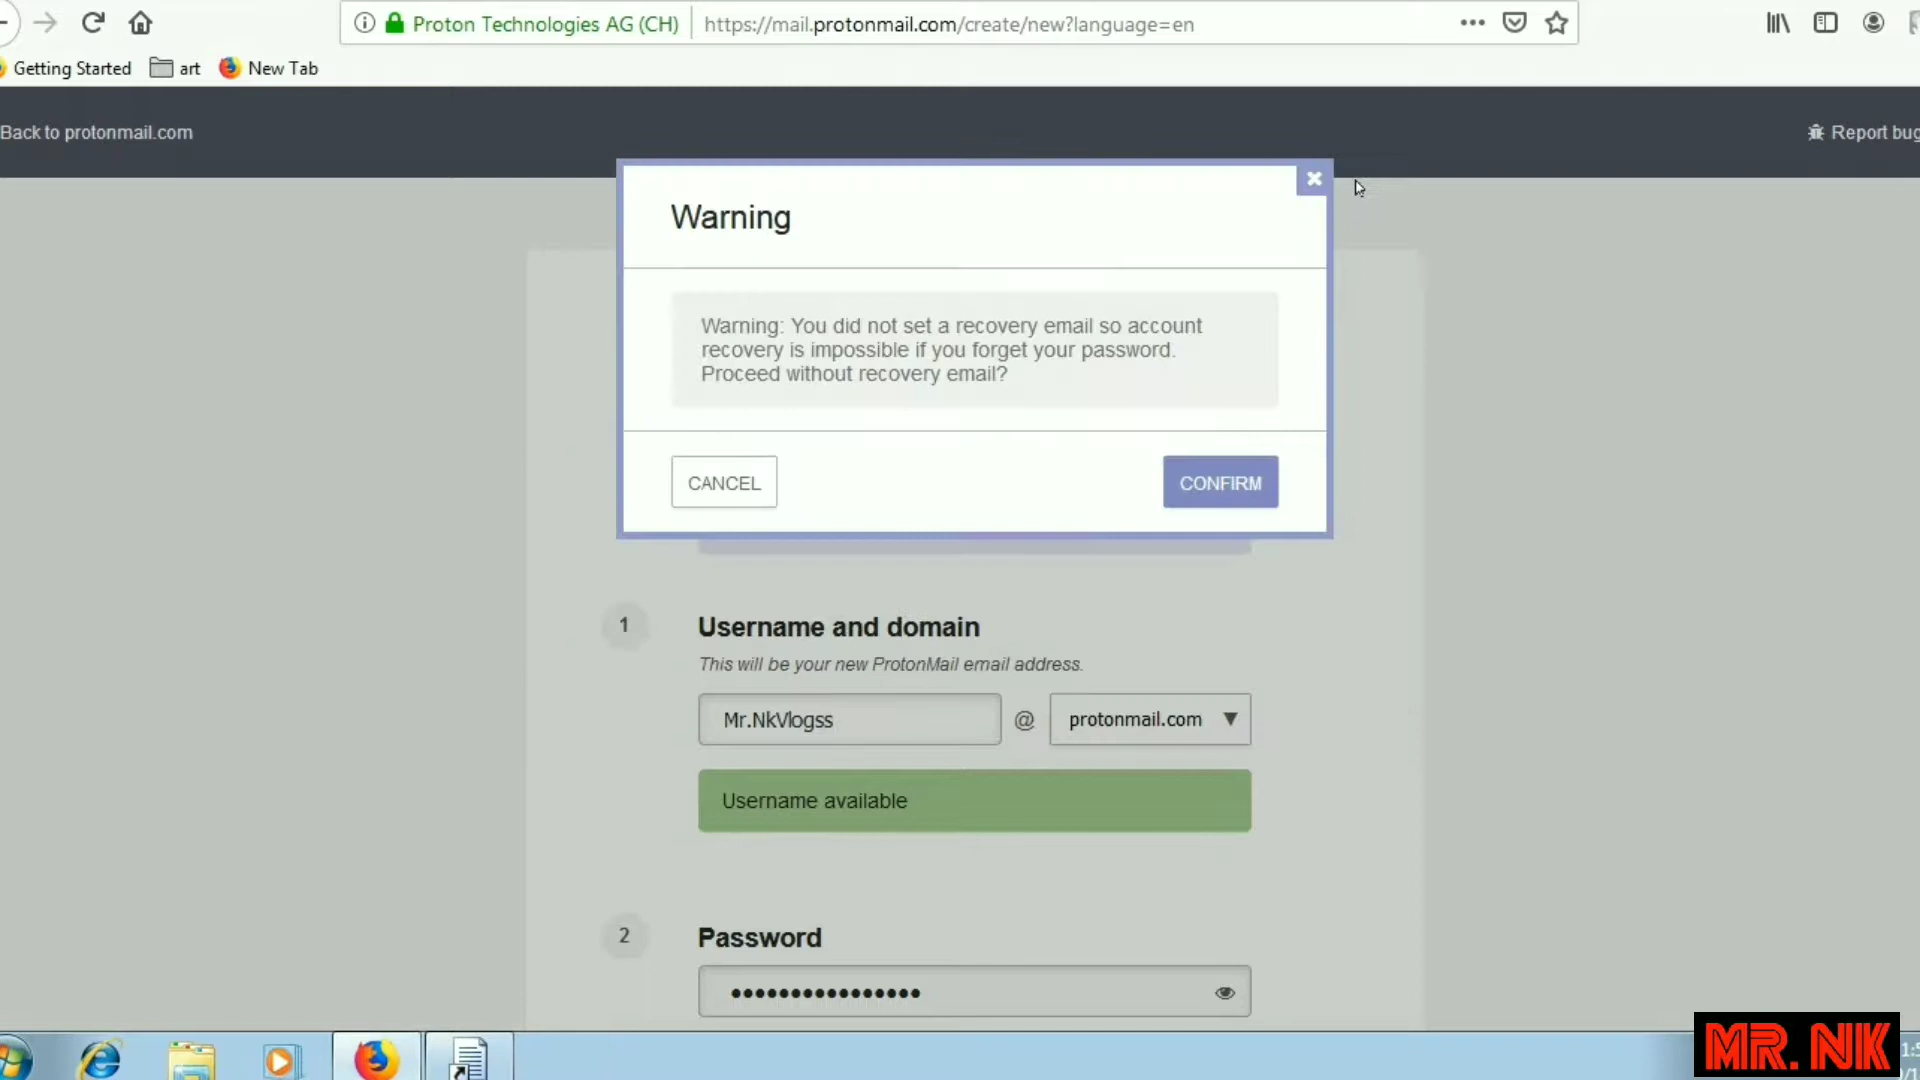 Proton Technologies AG (CH) https://mail.protonmail.com/create/new?language=en
Getting Started art New Tab
Back to protonmail.com
Report bug
Warning
Warning: You did not set a recovery email so account
recovery is impossible if you forget your password.
Proceed without recovery email?
CANCEL
CONFIRM
1 Username and domain
This will be your new ProtonMail email address.
Mr.NkVlogss @ protonmail.com
Username available
2 Password
MR. NK